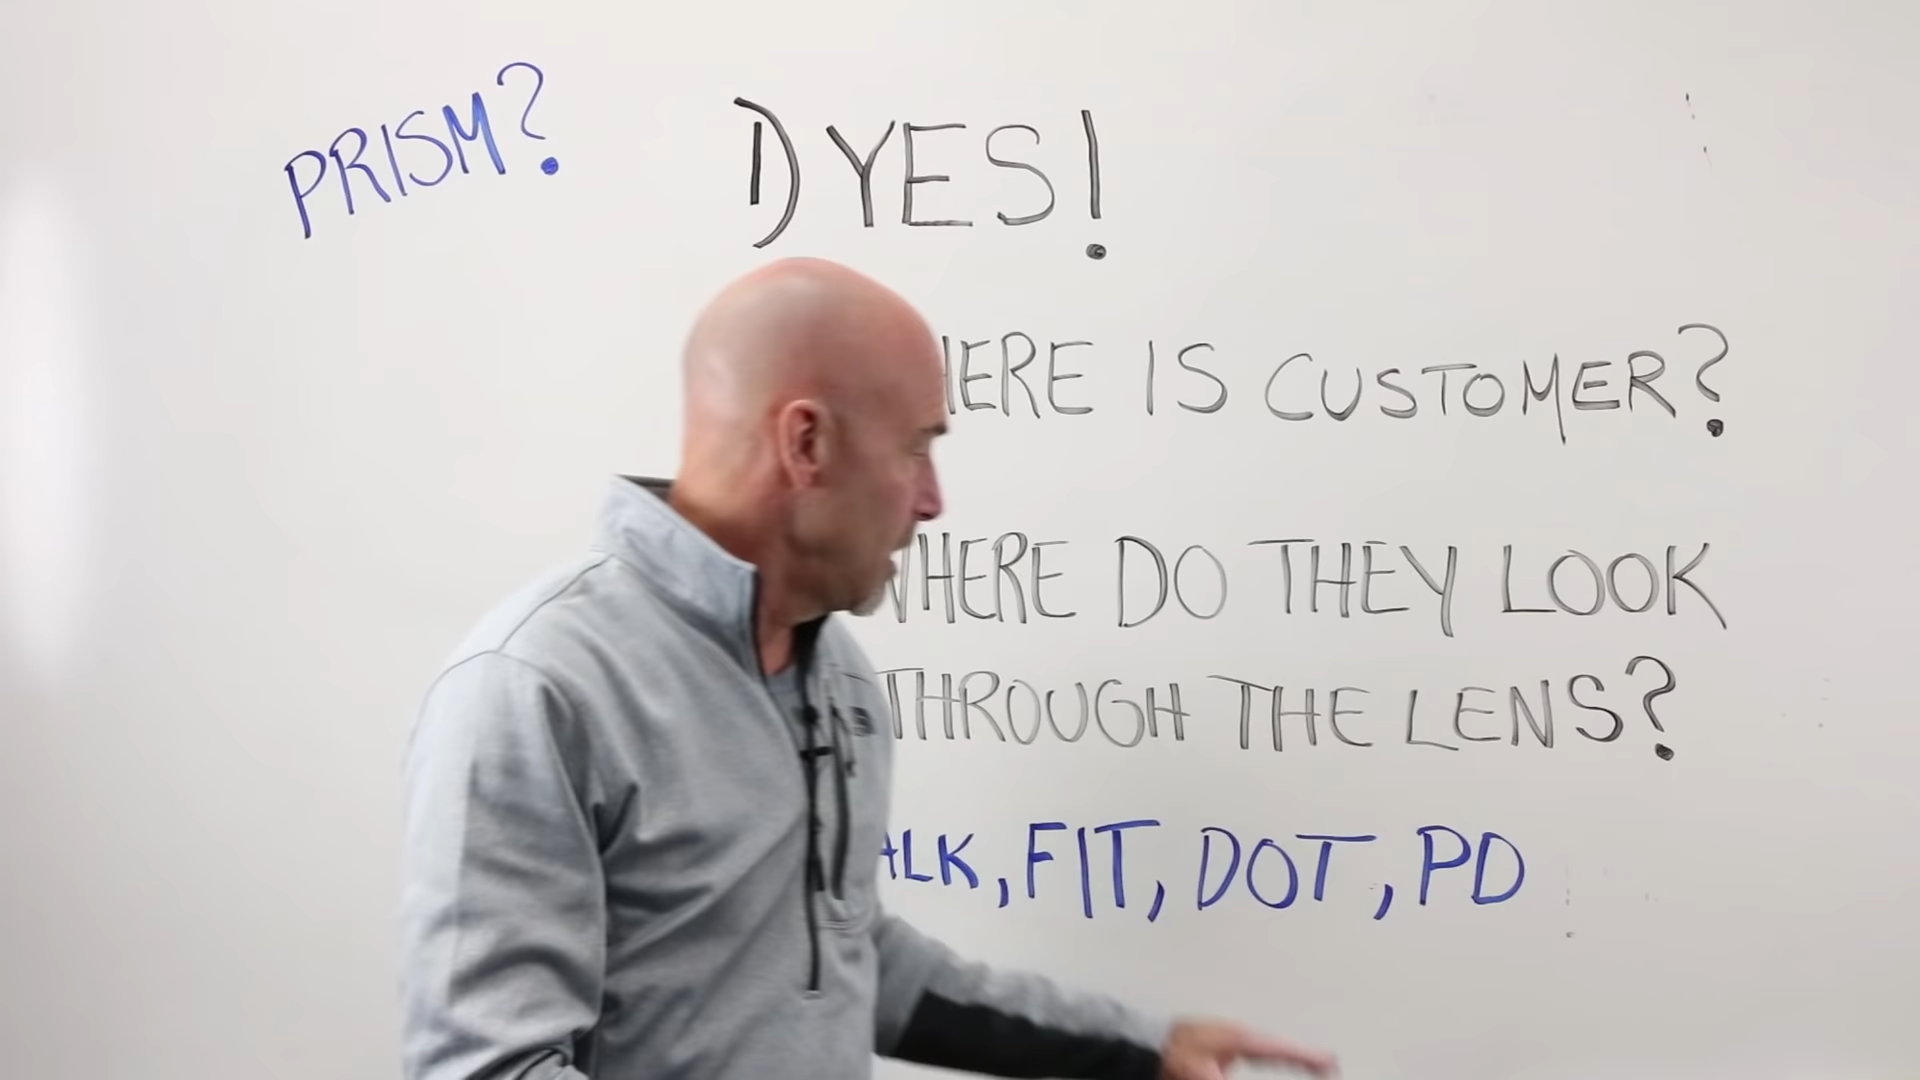 PRISM?
1) YES!
IS CUSTOMER?
DO THEY LOOK
THROUGH THE LENS?
FIT, DOT, PD